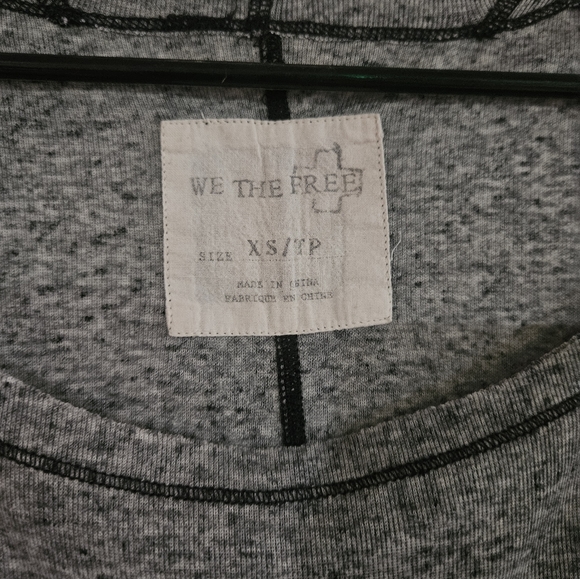 WE THE FREE
SIZE XS/TP
MADE IN CHINA
FABRIQUE EN CHINE